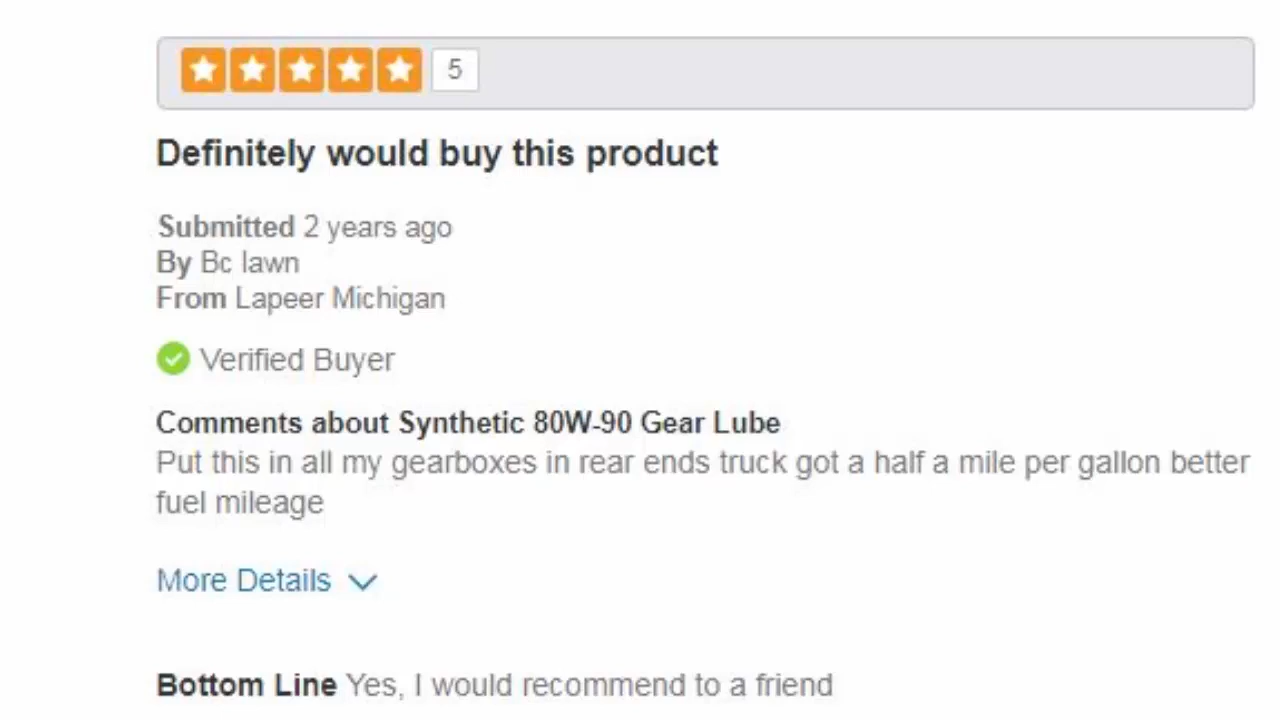 5
Definitely would buy this product
Submitted 2 years ago
By Bc lawn
From Lapeer Michigan
Verified Buyer
Comments about Synthetic 80W-90 Gear Lube
Put this in all my gearboxes in rear ends truck got a half a mile per gallon better
fuel mileage
More Details
Bottom Line Yes, I would recommend to a friend